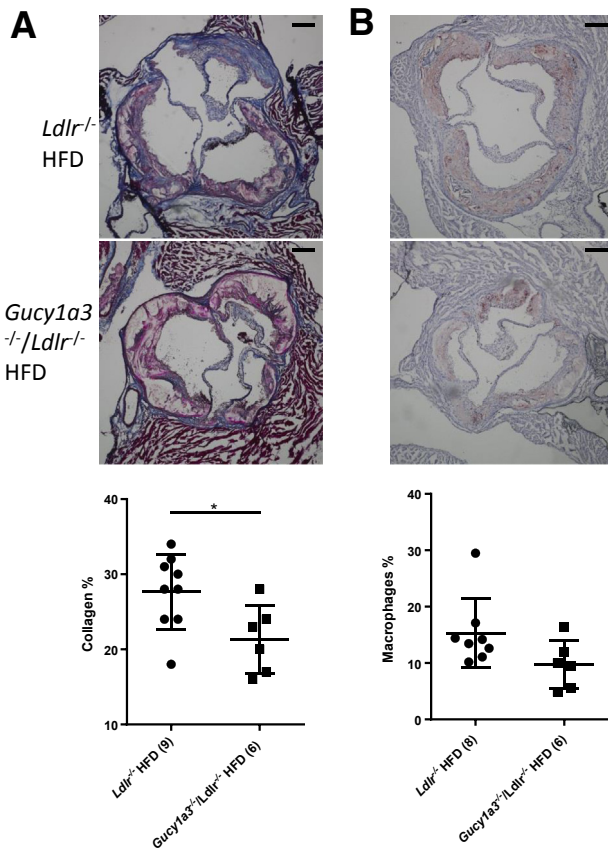 A
B
Ldlr-/-
HFD
Gucy1a3
-/-/Ldlr-/-
HFD
40
*
30
20
10
Collagen %
Ldlr-/- HFD (9)
Gucy1a3-/-/Ldlr-/- HFD (6)
40
30
20
10
0
Macrophages %
Ldlr-/- HFD (8)
Gucy1a3-/-/Ldlr-/- HFD (6)